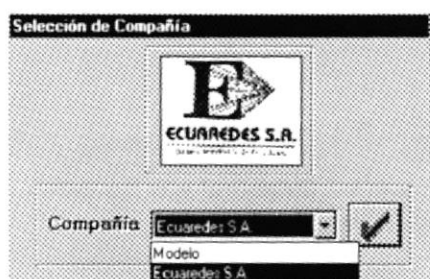 Selección de Compañía
E
ECUAREDES S.A.
Compañía Ecuaredes S.A.
Modelo
Ecuaredes S.A.